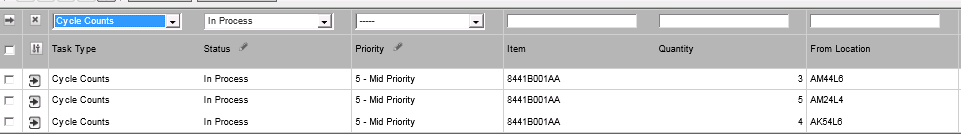 Cycle Counts In Process -----
Task Type Status Priority Item Quantity From Location
Cycle Counts In Process 5 - Mid Priority 8441B001AA 3 AM44L6
Cycle Counts In Process 5 - Mid Priority 8441B001AA 5 AM24L4
Cycle Counts In Process 5 - Mid Priority 8441B001AA 4 AK54L6